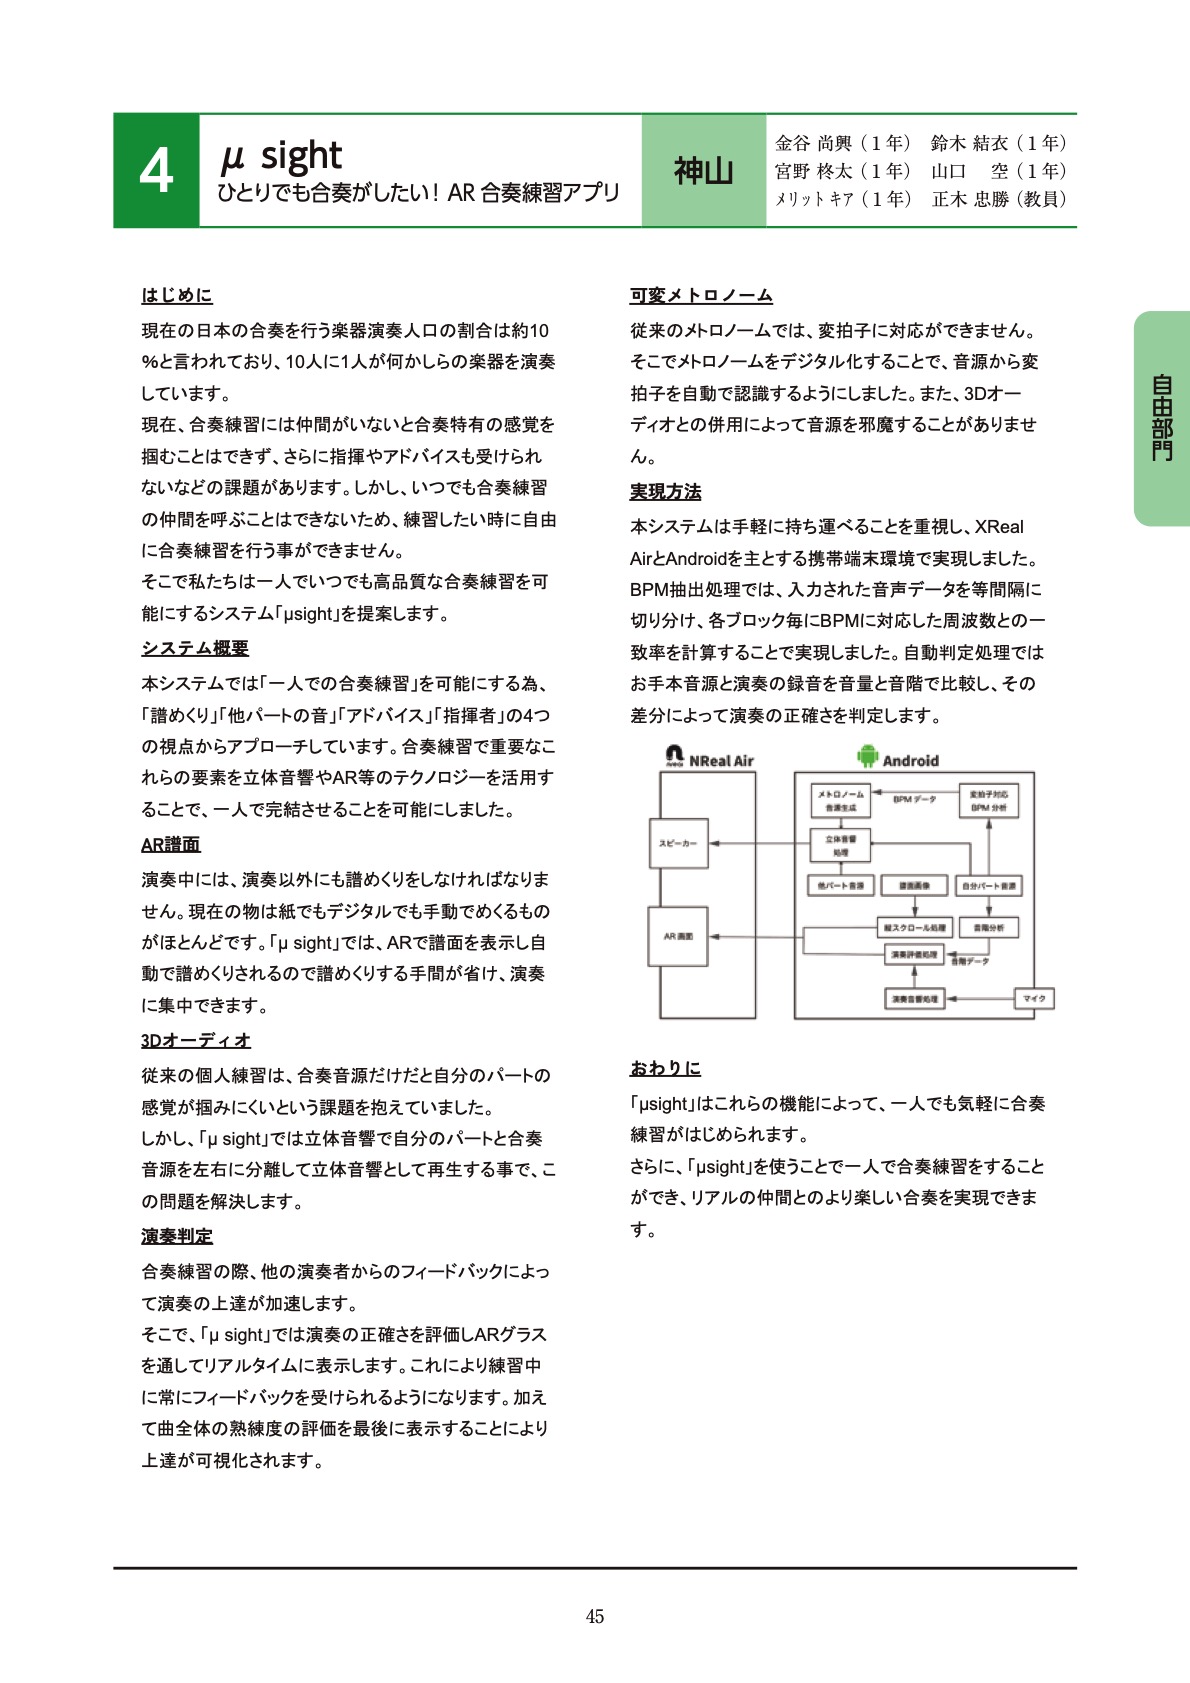 4
μ sight
ひとりでも合奏がしたい！AR 合奏練習アプリ
神山
金谷 尚興（１年） 鈴木 結衣（１年）
宮野 柊太（１年） 山口　空（１年）
メリット キア（１年） 正木 忠勝（教員）
自由部門
はじめに
現在の日本の合奏を行う楽器演奏人口の割合は約10
%と言われており、10人に1人が何かしらの楽器を演奏
しています。
現在、合奏練習には仲間がいないと合奏特有の感覚を
掴むことはできず、さらに指揮やアドバイスも受けられ
ないなどの課題があります。しかし、いつでも合奏練習
の仲間を呼ぶことはできないため、練習したい時に自由
に合奏練習を行う事ができません。
そこで私たちは一人でいつでも高品質な合奏練習を可
能にするシステム「μsight」を提案します。
システム概要
本システムでは「一人での合奏練習」を可能にする為、
「譜めくり」「他パートの音」「アドバイス」「指揮者」の4つ
の視点からアプローチしています。合奏練習で重要なこ
れらの要素を立体音響やAR等のテクノロジーを活用す
ることで、一人で完結させることを可能にしました。
AR譜面
演奏中には、演奏以外にも譜めくりをしなければなりま
せん。現在の物は紙でもデジタルでも手動でめくるもの
がほとんどです。「μ sight」では、ARで譜面を表示し自
動で譜めくりされるので譜めくりする手間が省け、演奏
に集中できます。
3Dオーディオ
従来の個人練習は、合奏音源だけだと自分のパートの
感覚が掴みにくいという課題を抱えていました。
しかし、「μ sight」では立体音響で自分のパートと合奏
音源を左右に分離して立体音響として再生する事で、こ
の問題を解決します。
演奏判定
合奏練習の際、他の演奏者からのフィードバックによっ
て演奏の上達が加速します。
そこで、「μ sight」では演奏の正確さを評価しARグラス
を通してリアルタイムに表示します。これにより練習中
に常にフィードバックを受けられるようになります。加え
て曲全体の熟練度の評価を最後に表示することにより
上達が可視化されます。
可変メトロノーム
従来のメトロノームでは、変拍子に対応ができません。
そこでメトロノームをデジタル化することで、音源から変
拍子を自動で認識するようにしました。また、3Dオー
ディオとの併用によって音源を邪魔することがありませ
ん。
実現方法
本システムは手軽に持ち運べることを重視し、XReal
AirとAndroidを主とする携帯端末環境で実現しました。
BPM抽出処理では、入力された音声データを等間隔に
切り分け、各ブロック毎にBPMに対応した周波数との一
致率を計算することで実現しました。自動判定処理では
お手本音源と演奏の録音を音量と音階で比較し、その
差分によって演奏の正確さを判定します。
nreal
NReal Air
Android
メトロノーム
音源生成
BPM データ
変拍子対応
BPM 分析
スピーカー
立体音響
処理
他パート音源
譜面画像
自分パート音源
AR 画面
縦スクロール処理
音階分析
演奏評価処理
音階データ
演奏音響処理
マイク
おわりに
「μsight」はこれらの機能によって、一人でも気軽に合奏
練習がはじめられます。
さらに、「μsight」を使うことで一人で合奏練習をすること
ができ、リアルの仲間とのより楽しい合奏を実現できま
す。
45